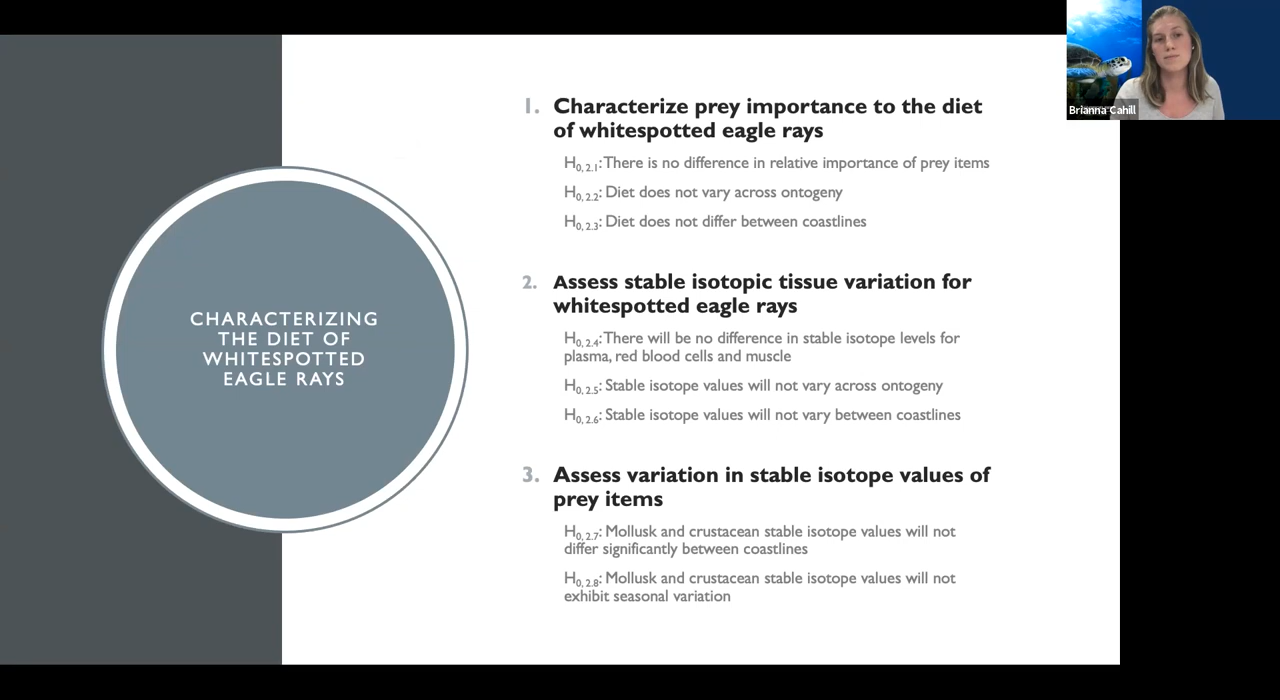 Brianna Cahill
CHARACTERIZING
THE DIET OF
WHITESPOTTED
EAGLE RAYS
1. Characterize prey importance to the diet
of whitespotted eagle rays
H0, 2.1: There is no difference in relative importance of prey items
H0, 2.2: Diet does not vary across ontogeny
H0, 2.3: Diet does not differ between coastlines
2. Assess stable isotopic tissue variation for
whitespotted eagle rays
H0, 2.4: There will be no difference in stable isotope levels for
plasma, red blood cells and muscle
H0, 2.5: Stable isotope values will not vary across ontogeny
H0, 2.6: Stable isotope values will not vary between coastlines
3. Assess variation in stable isotope values of
prey items
H0, 2.7: Mollusk and crustacean stable isotope values will not
differ significantly between coastlines
H0, 2.8: Mollusk and crustacean stable isotope values will not
exhibit seasonal variation